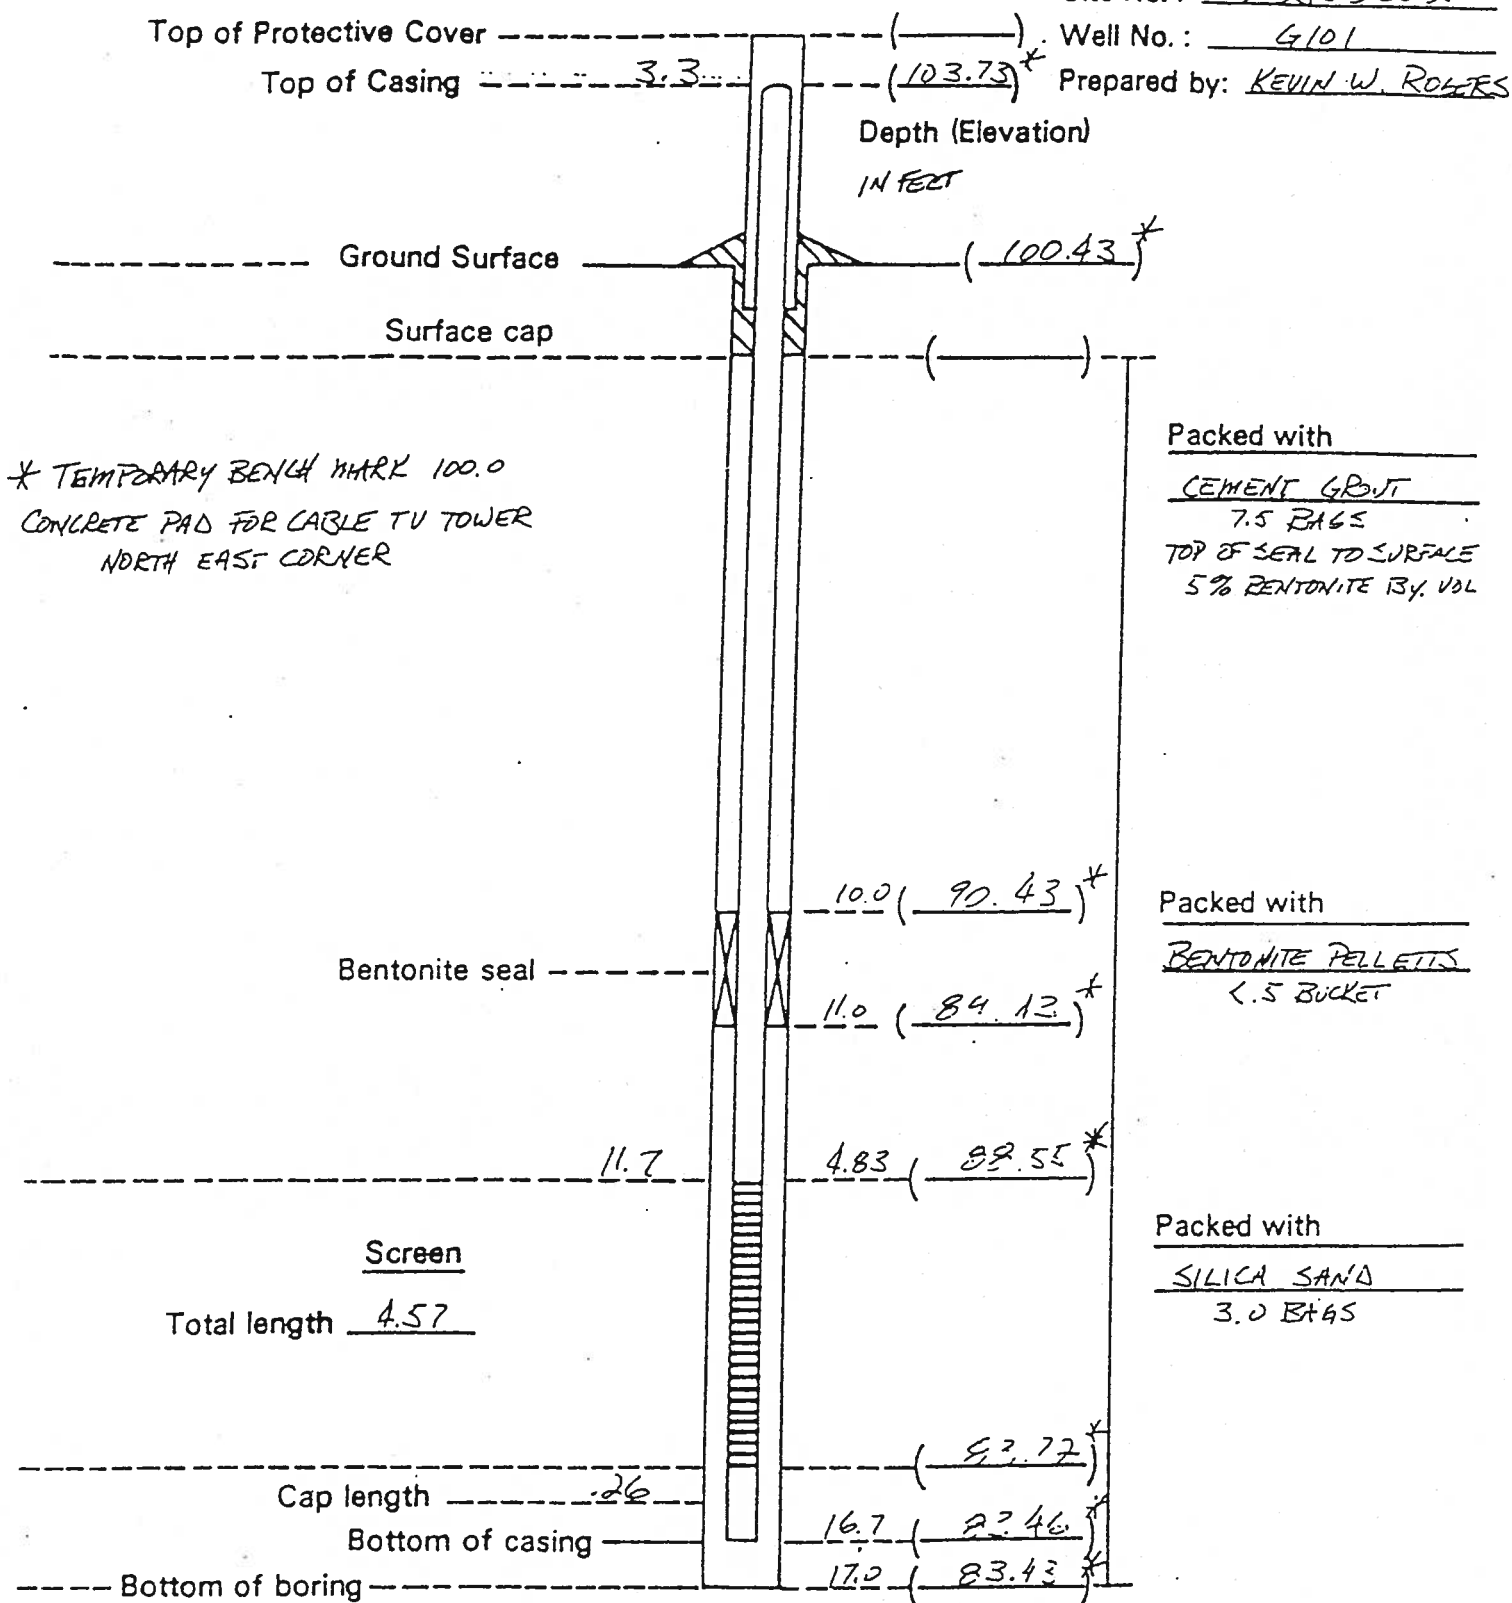 Top of Protective Cover
Well No. : G101
Top of Casing 3.3 (103.73)*
Prepared by: KEVIN W. ROGERS
Depth (Elevation)
IN FEET
Ground Surface (100.43)*
Surface cap
Packed with
CEMENT GROUT
7.5 BAGS
TOP OF SEAL TO SURFACE
5% BENTONITE BY. VOL
* TEMPORARY BENCH MARK 100.0
CONCRETE PAD FOR CABLE TV TOWER
NORTH EAST CORNER
10.0 (90.43)*
Packed with
BENTONITE PELLETTS
<.5 BUCKET
Bentonite seal
11.0
11.7 4.83 (88.55)*
Packed with
SILICA SAND
3.0 BAGS
Screen
Total length 4.57
Cap length .26
Bottom of casing 16.7
Bottom of boring 17.0 (83.43)*